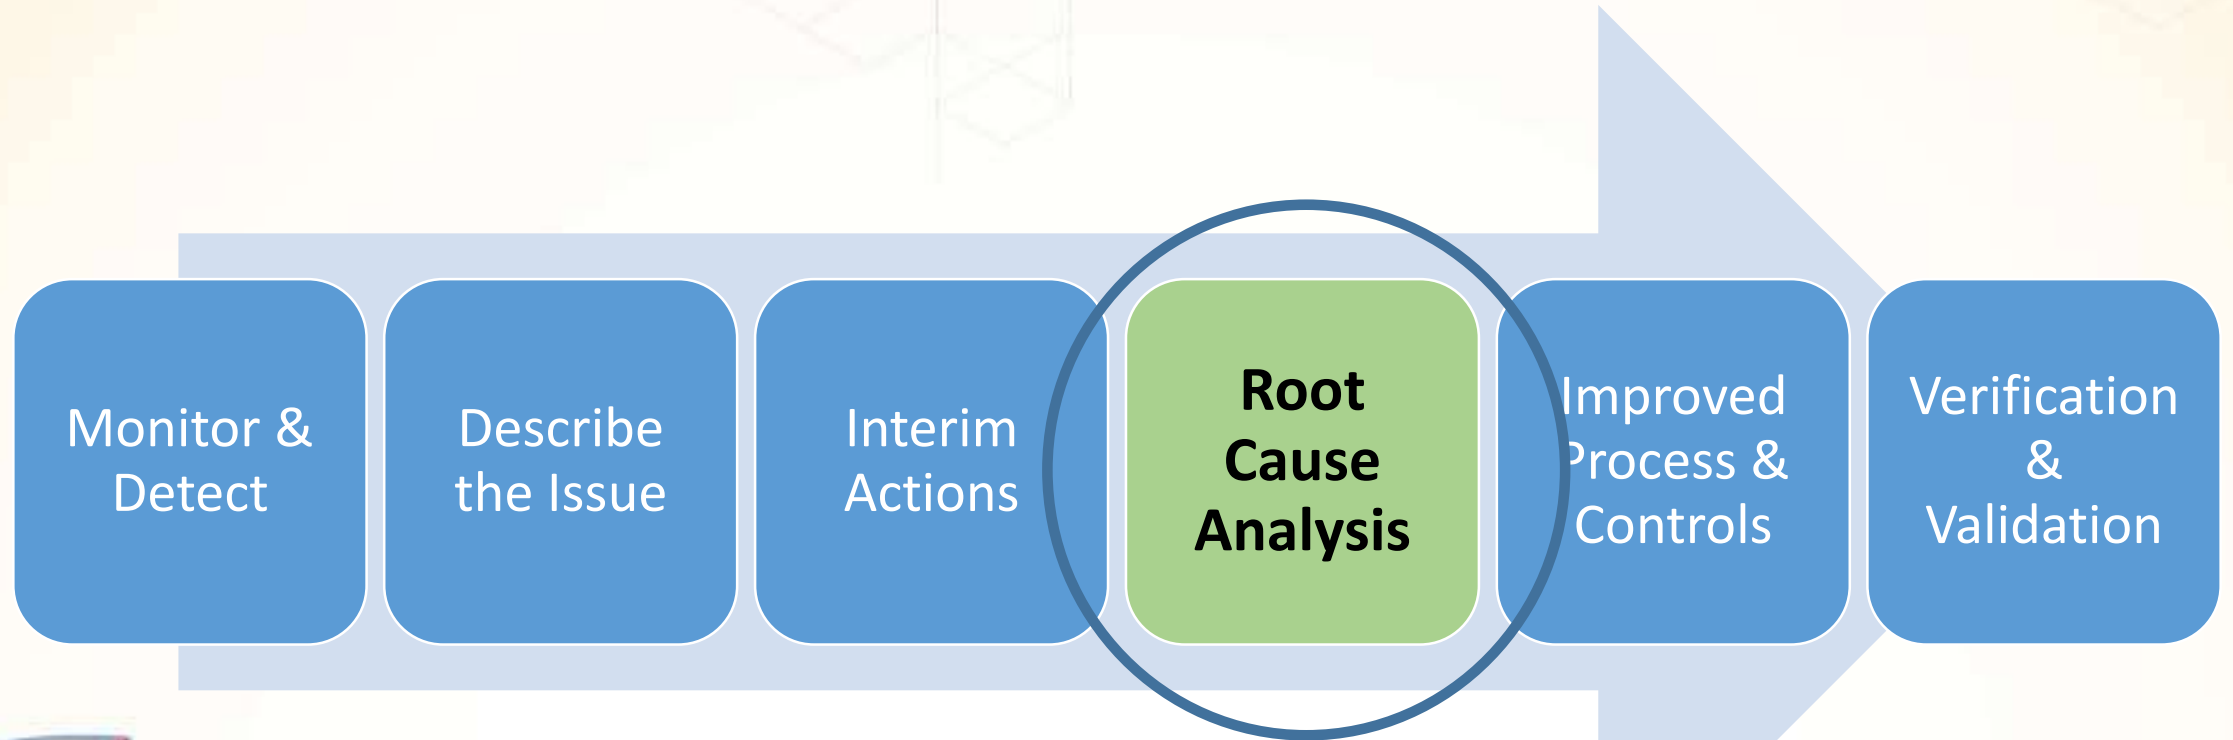 Monitor &
Detect
Describe
the Issue
Interim
Actions
Root
Cause
Analysis
Improved
Process &
Controls
Verification
&
Validation